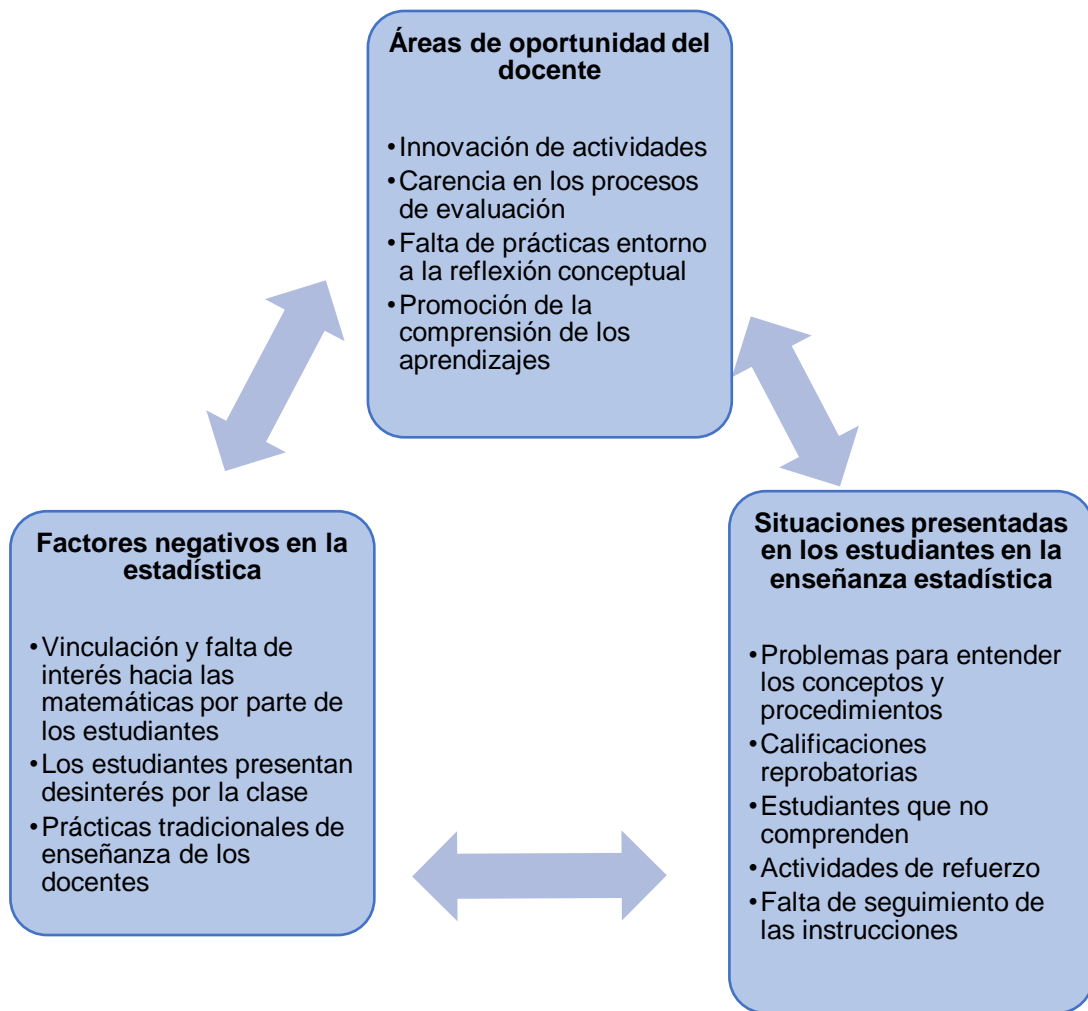 Áreas de oportunidad del
docente
•Innovación de actividades
•Carencia en los procesos
de evaluación
•Falta de prácticas entorno
a la reflexión conceptual
•Promoción de la
comprensión de los
aprendizajes
Factores negativos en la
estadística
•Vinculación y falta de
interés hacia las
matemáticas por parte de
los estudiantes
•Los estudiantes presentan
desinterés por la clase
•Prácticas tradicionales de
enseñanza de los
docentes
Situaciones presentadas
en los estudiantes en la
enseñanza estadística
•Problemas para entender
los conceptos y
procedimientos
•Calificaciones
reprobatorias
•Estudiantes que no
comprenden
•Actividades de refuerzo
•Falta de seguimiento de
las instrucciones